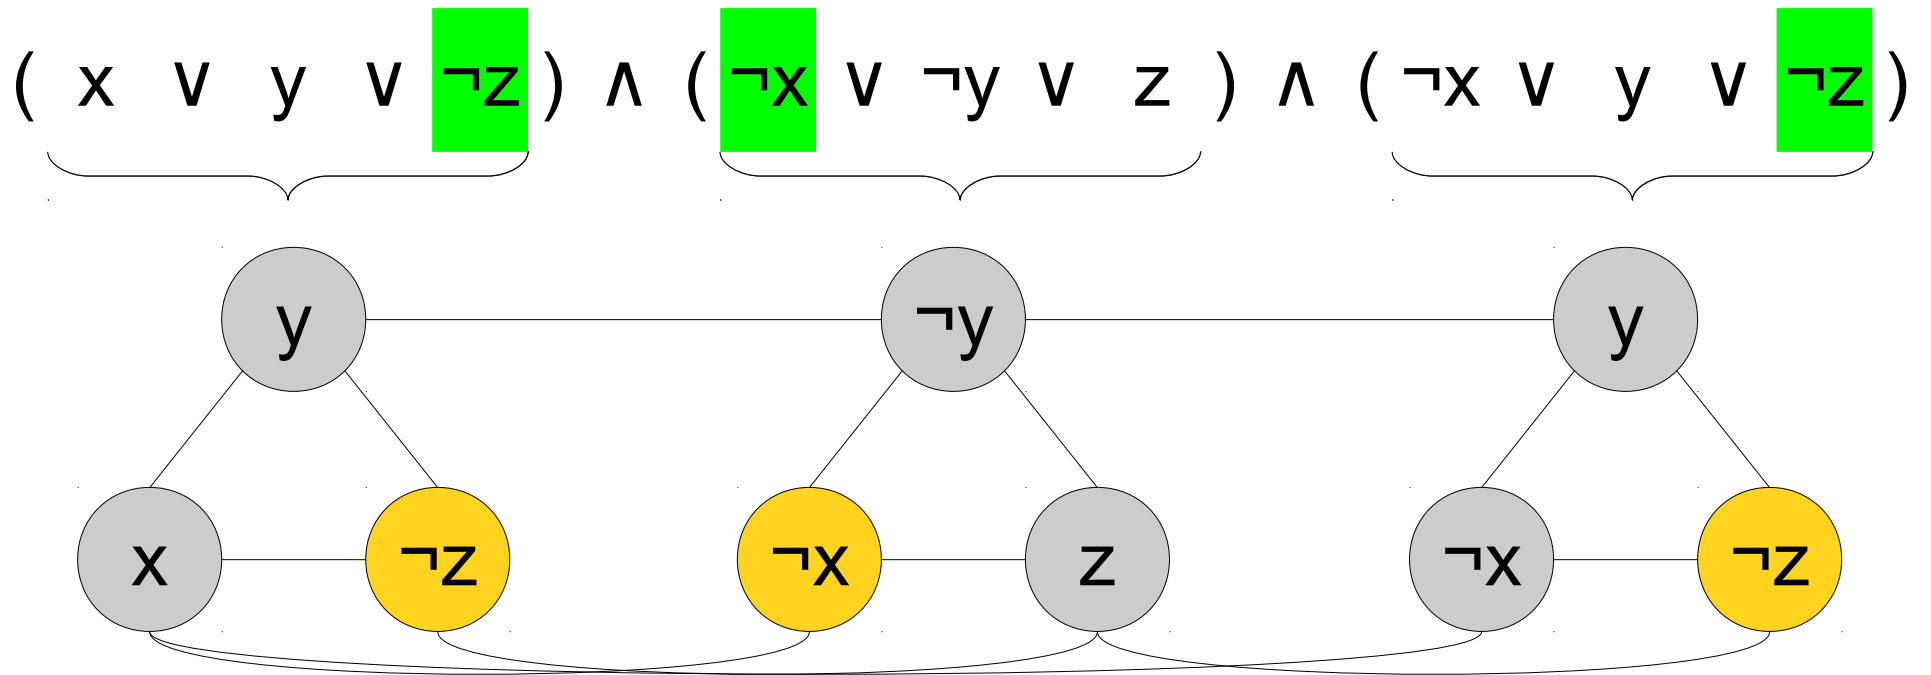 ( x ∨ y ∨ ¬z ) ∧ ( ¬x ∨ ¬y ∨ z ) ∧ ( ¬x ∨ y ∨ ¬z )
y ¬y y
x ¬z ¬x z ¬x ¬z